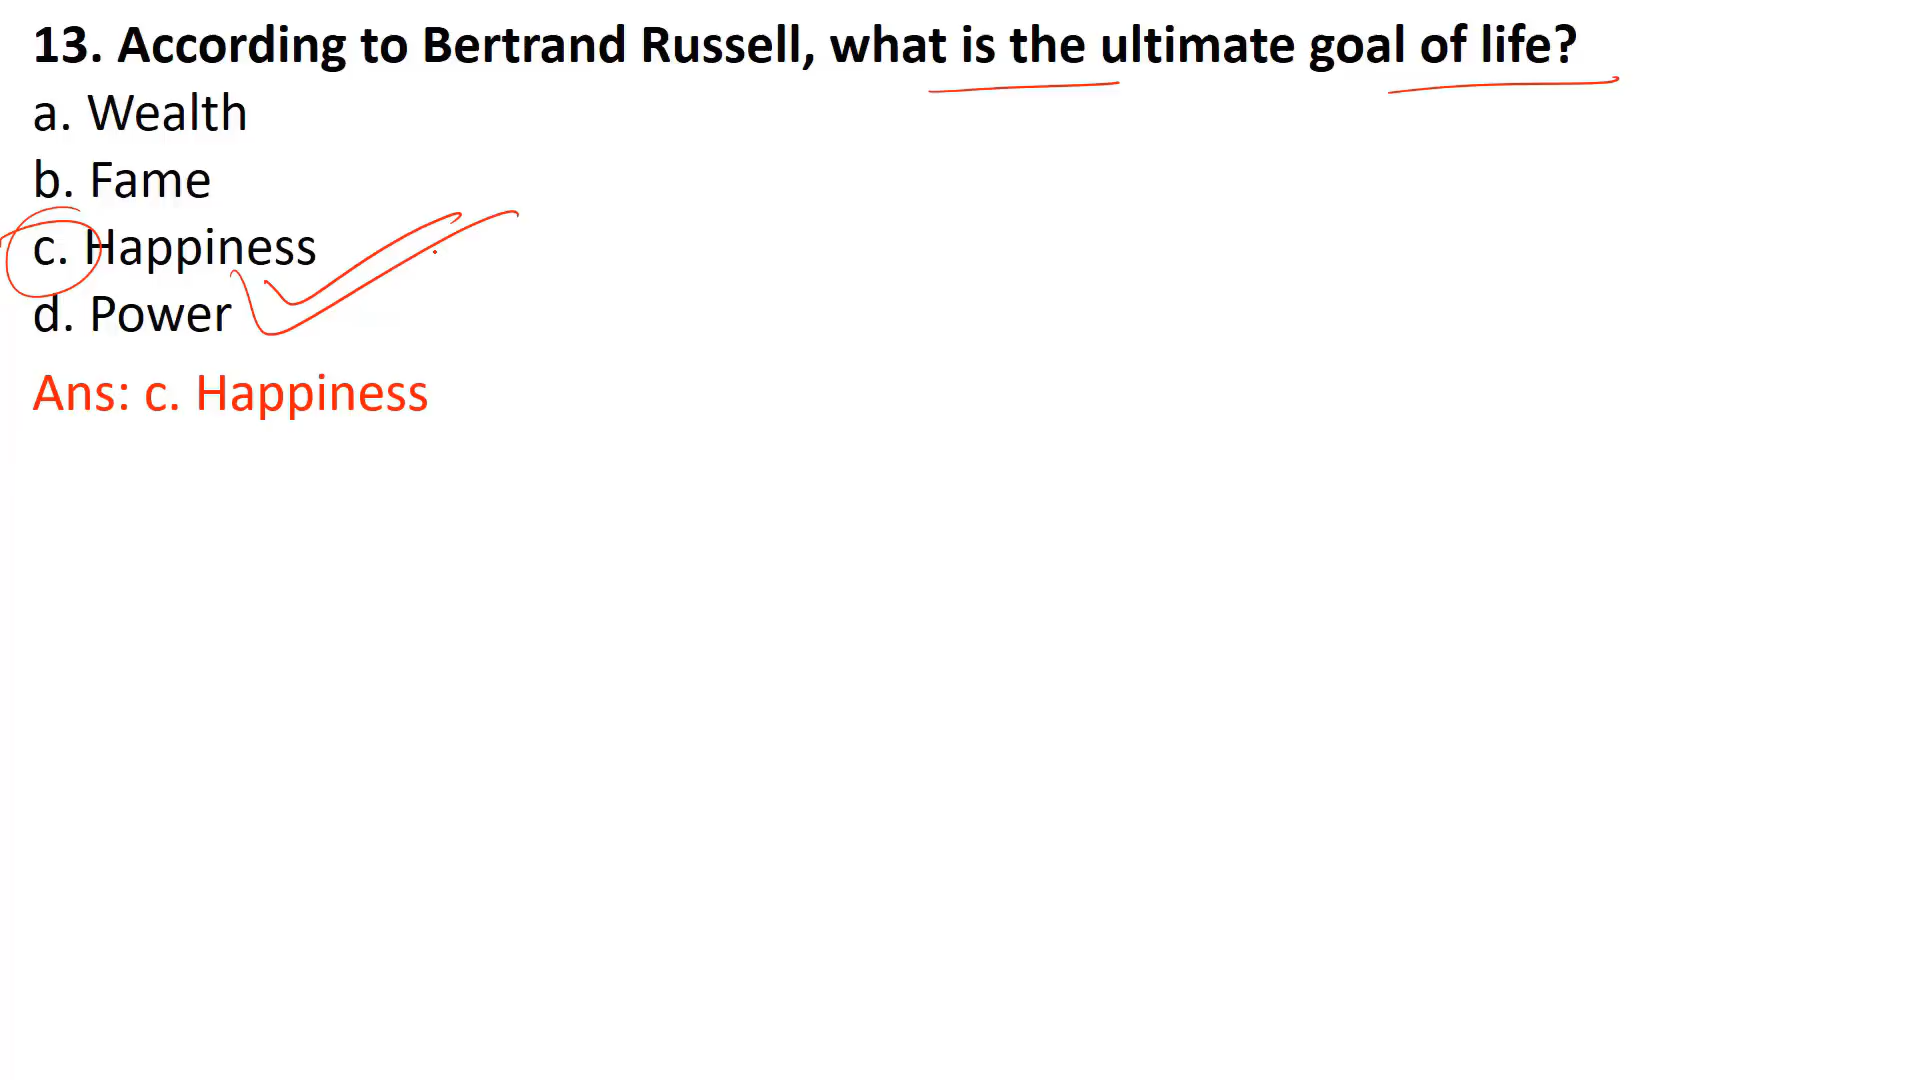 13. According to Bertrand Russell, what is the ultimate goal of life?
a. Wealth
b. Fame
c. Happiness
d. Power
Ans: c. Happiness